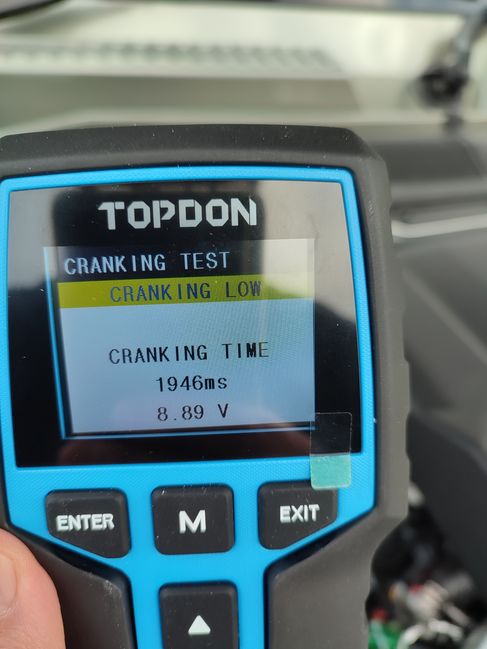 TOPDON
CRANKING TEST
CRANKING LOW
CRANKING TIME
1946ms
8.89 V
ENTER
M
EXIT
▲